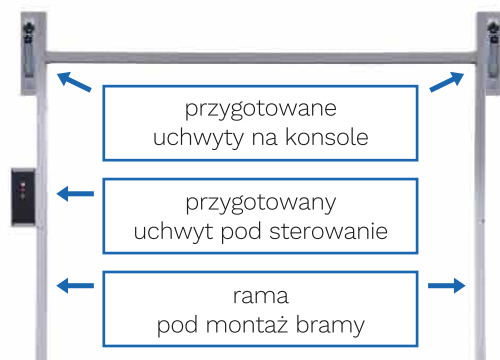 przygotowane
uchwyty na konsole
przygotowany
uchwyt pod sterowanie
rama
pod montaż bramy